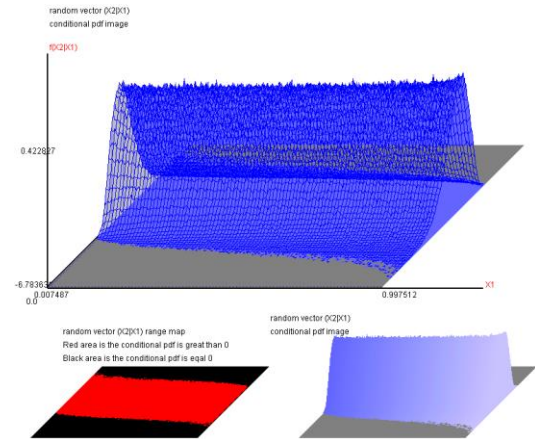 random vector (X2|X1)
conditional pdf image
f(X2|X1)
0.422827
-6.78363
0.007487
0.0
0.997512
X1
random vector (X2|X1) range map
Red area is the conditional pdf is great than 0
Black area is the conditional pdf is eqal 0
random vector (X2|X1)
conditional pdf image